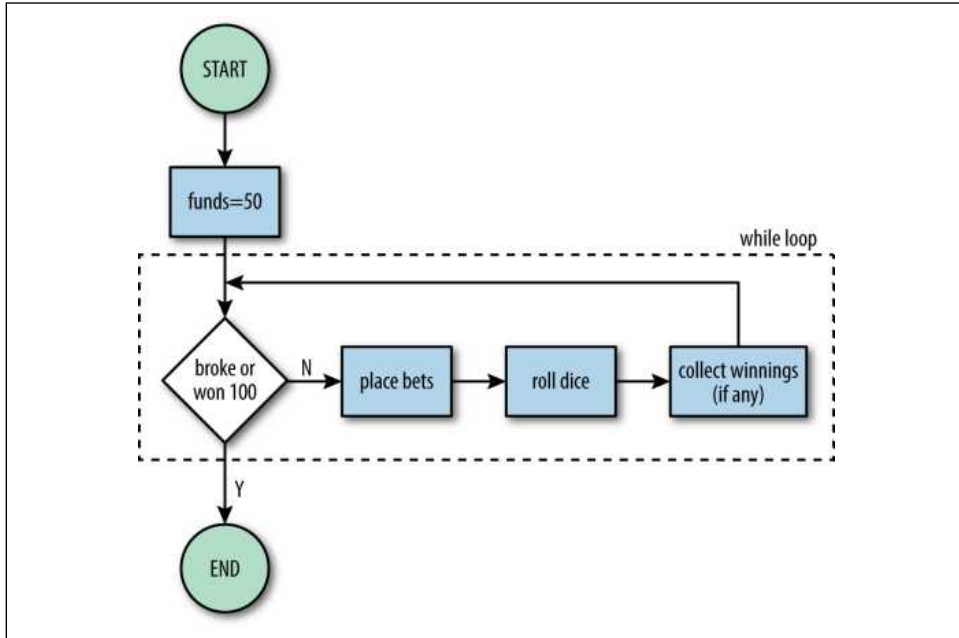 START
funds=50
while loop
broke or
won 100
N
place bets
roll dice
collect winnings
(if any)
Y
END